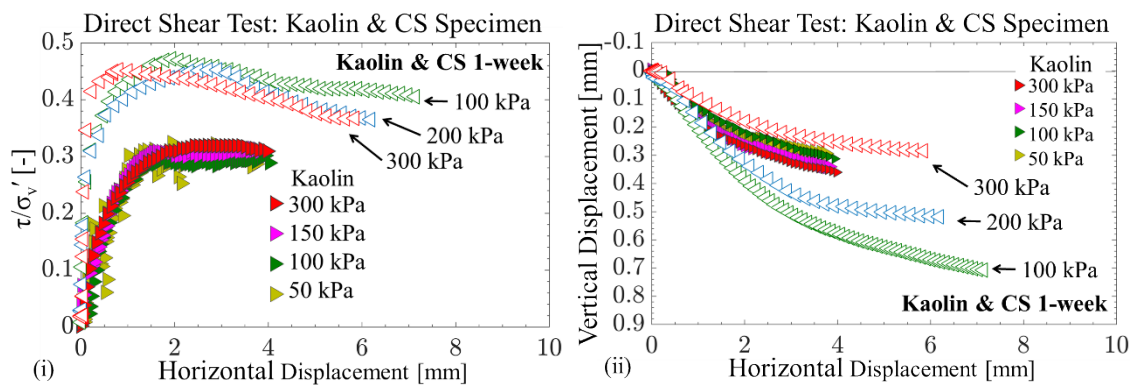 Direct Shear Test: Kaolin & CS Specimen
0.5
0.4
0.3
0.2
0.1
0
τ/σv′ [-]
Kaolin & CS 1-week
100 kPa
200 kPa
300 kPa
Kaolin
300 kPa
150 kPa
100 kPa
50 kPa
0 2 4 6 8 10
(i) Horizontal Displacement [mm]
Direct Shear Test: Kaolin & CS Specimen
-0.1
0
0.1
0.2
0.3
0.4
0.5
0.6
0.7
0.8
0.9
Vertical Displacement [mm]
Kaolin
300 kPa
150 kPa
100 kPa
50 kPa
300 kPa
200 kPa
100 kPa
Kaolin & CS 1-week
0 2 4 6 8 10
(ii) Horizontal Displacement [mm]